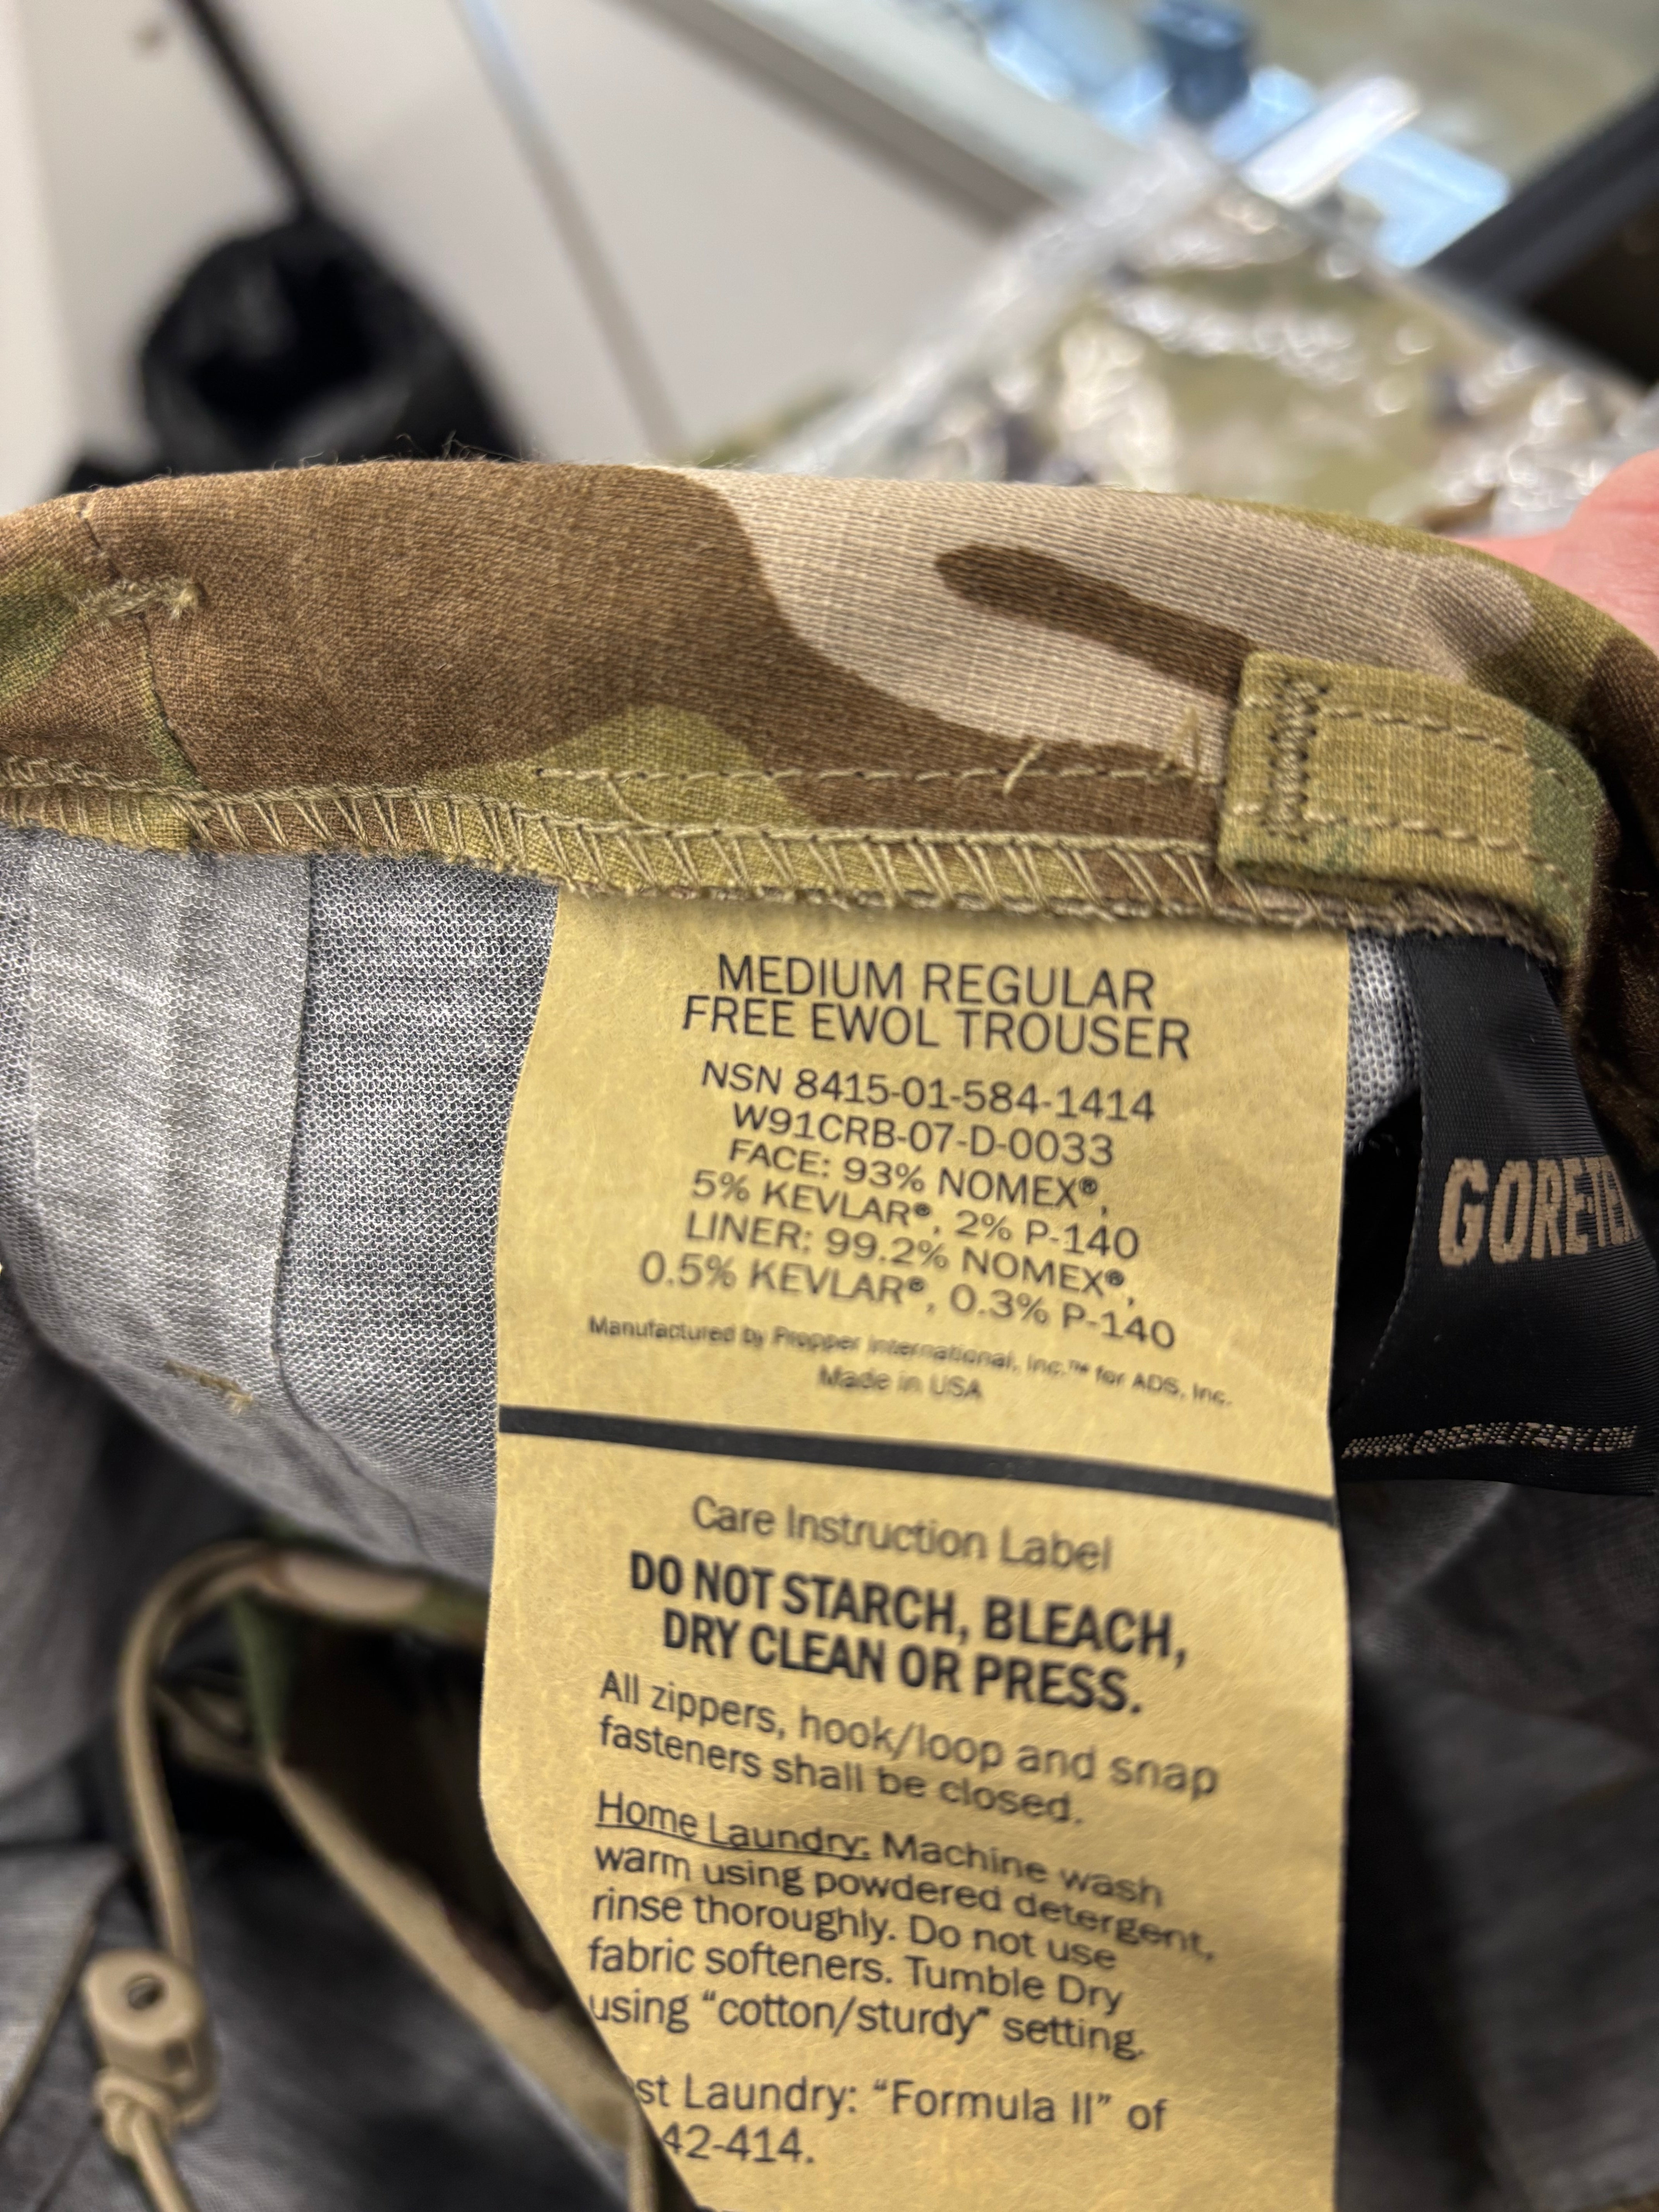 MEDIUM REGULAR
FREE EWOL TROUSER
NSN 8415-01-584-1414
W91CRB-07-D-0033
FACE: 93% NOMEX®,
5% KEVLAR®, 2% P-140
LINER: 99.2% NOMEX®,
0.5% KEVLAR®, 0.3% P-140
Manufactured by Propper International, Inc.™ for ADS, Inc.
Made in USA
GORE-TEX
Care Instruction Label
DO NOT STARCH, BLEACH,
DRY CLEAN OR PRESS.
All zippers, hook/loop and snap
fasteners shall be closed.
Home Laundry: Machine wash
warm using powdered detergent,
rinse thoroughly. Do not use
fabric softeners. Tumble Dry
using “cotton/sturdy” setting.
st Laundry: “Formula II” of
42-414.